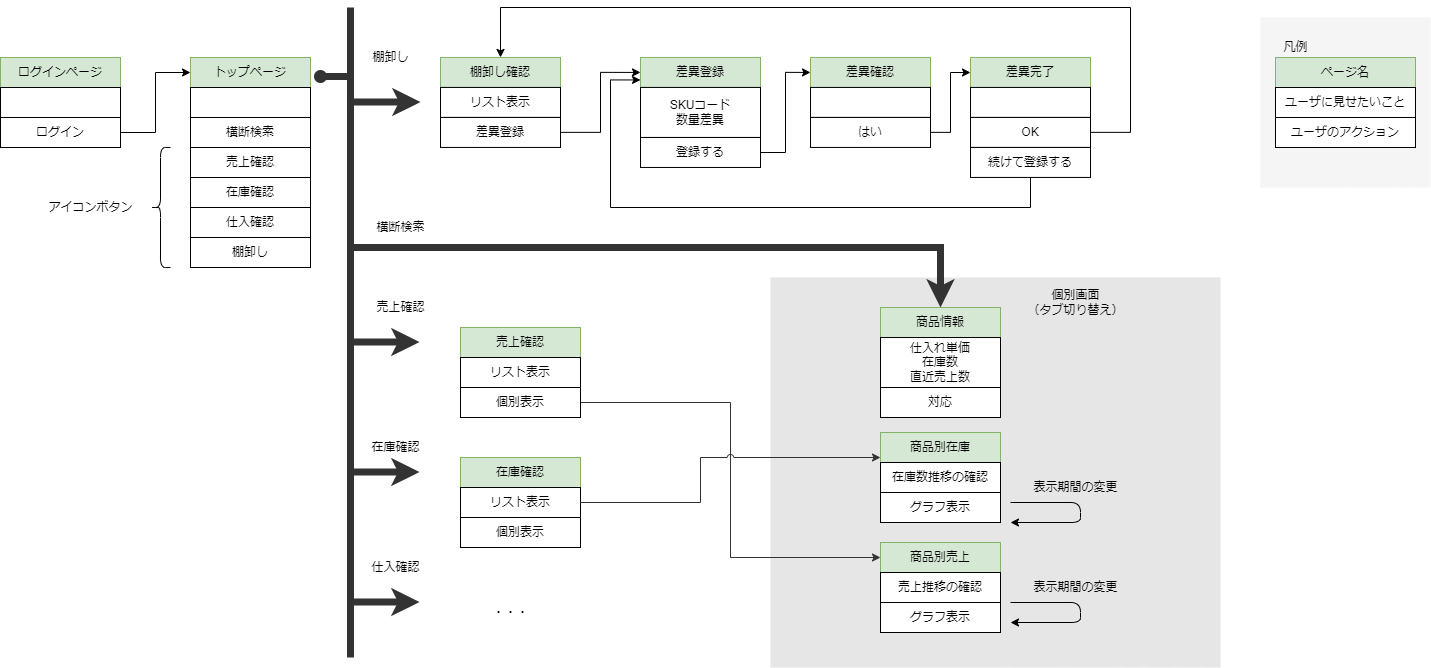 ログインページ
ログイン
トップページ
横断検索
売上確認
在庫確認
仕入確認
棚卸し
アイコンボタン
棚卸し
棚卸し確認
リスト表示
差異登録
差異登録
SKUコード
数量差異
登録する
差異確認
はい
差異完了
OK
続けて登録する
凡例
ページ名
ユーザに見せたいこと
ユーザのアクション
横断検索
個別画面
(タブ切り替え)
商品情報
仕入れ単価
在庫数
直近売上数
対応
売上確認
売上確認
リスト表示
個別表示
在庫確認
在庫確認
リスト表示
個別表示
商品別在庫
在庫数推移の確認
グラフ表示
表示期間の変更
商品別売上
売上推移の確認
グラフ表示
表示期間の変更
仕入確認
・・・